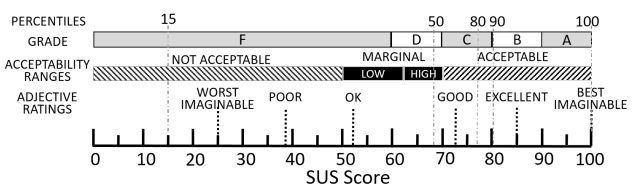 PERCENTILES 15 50 80 90 100
GRADE F D C B A
ACCEPTABILITY RANGES NOT ACCEPTABLE MARGINAL ACCEPTABLE
LOW HIGH
ADJECTIVE RATINGS WORST IMAGINABLE POOR OK GOOD EXCELLENT BEST IMAGINABLE
0 10 20 30 40 50 60 70 80 90 100
SUS Score